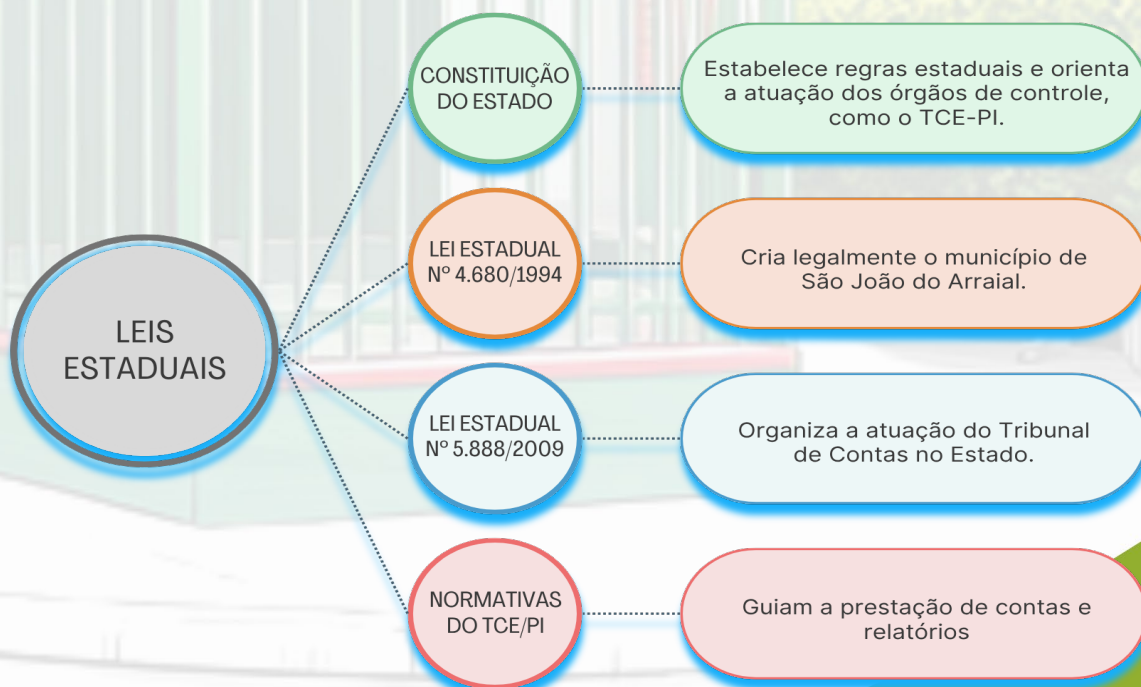 LEIS
ESTADUAIS
CONSTITUIÇÃO
DO ESTADO
Estabelece regras estaduais e orienta
a atuação dos órgãos de controle,
como o TCE-PI.
LEI ESTADUAL
Nº 4.680/1994
Cria legalmente o município de
São João do Arraial.
LEI ESTADUAL
Nº 5.888/2009
Organiza a atuação do Tribunal
de Contas no Estado.
NORMATIVAS
DO TCE/PI
Guiam a prestação de contas e
relatórios